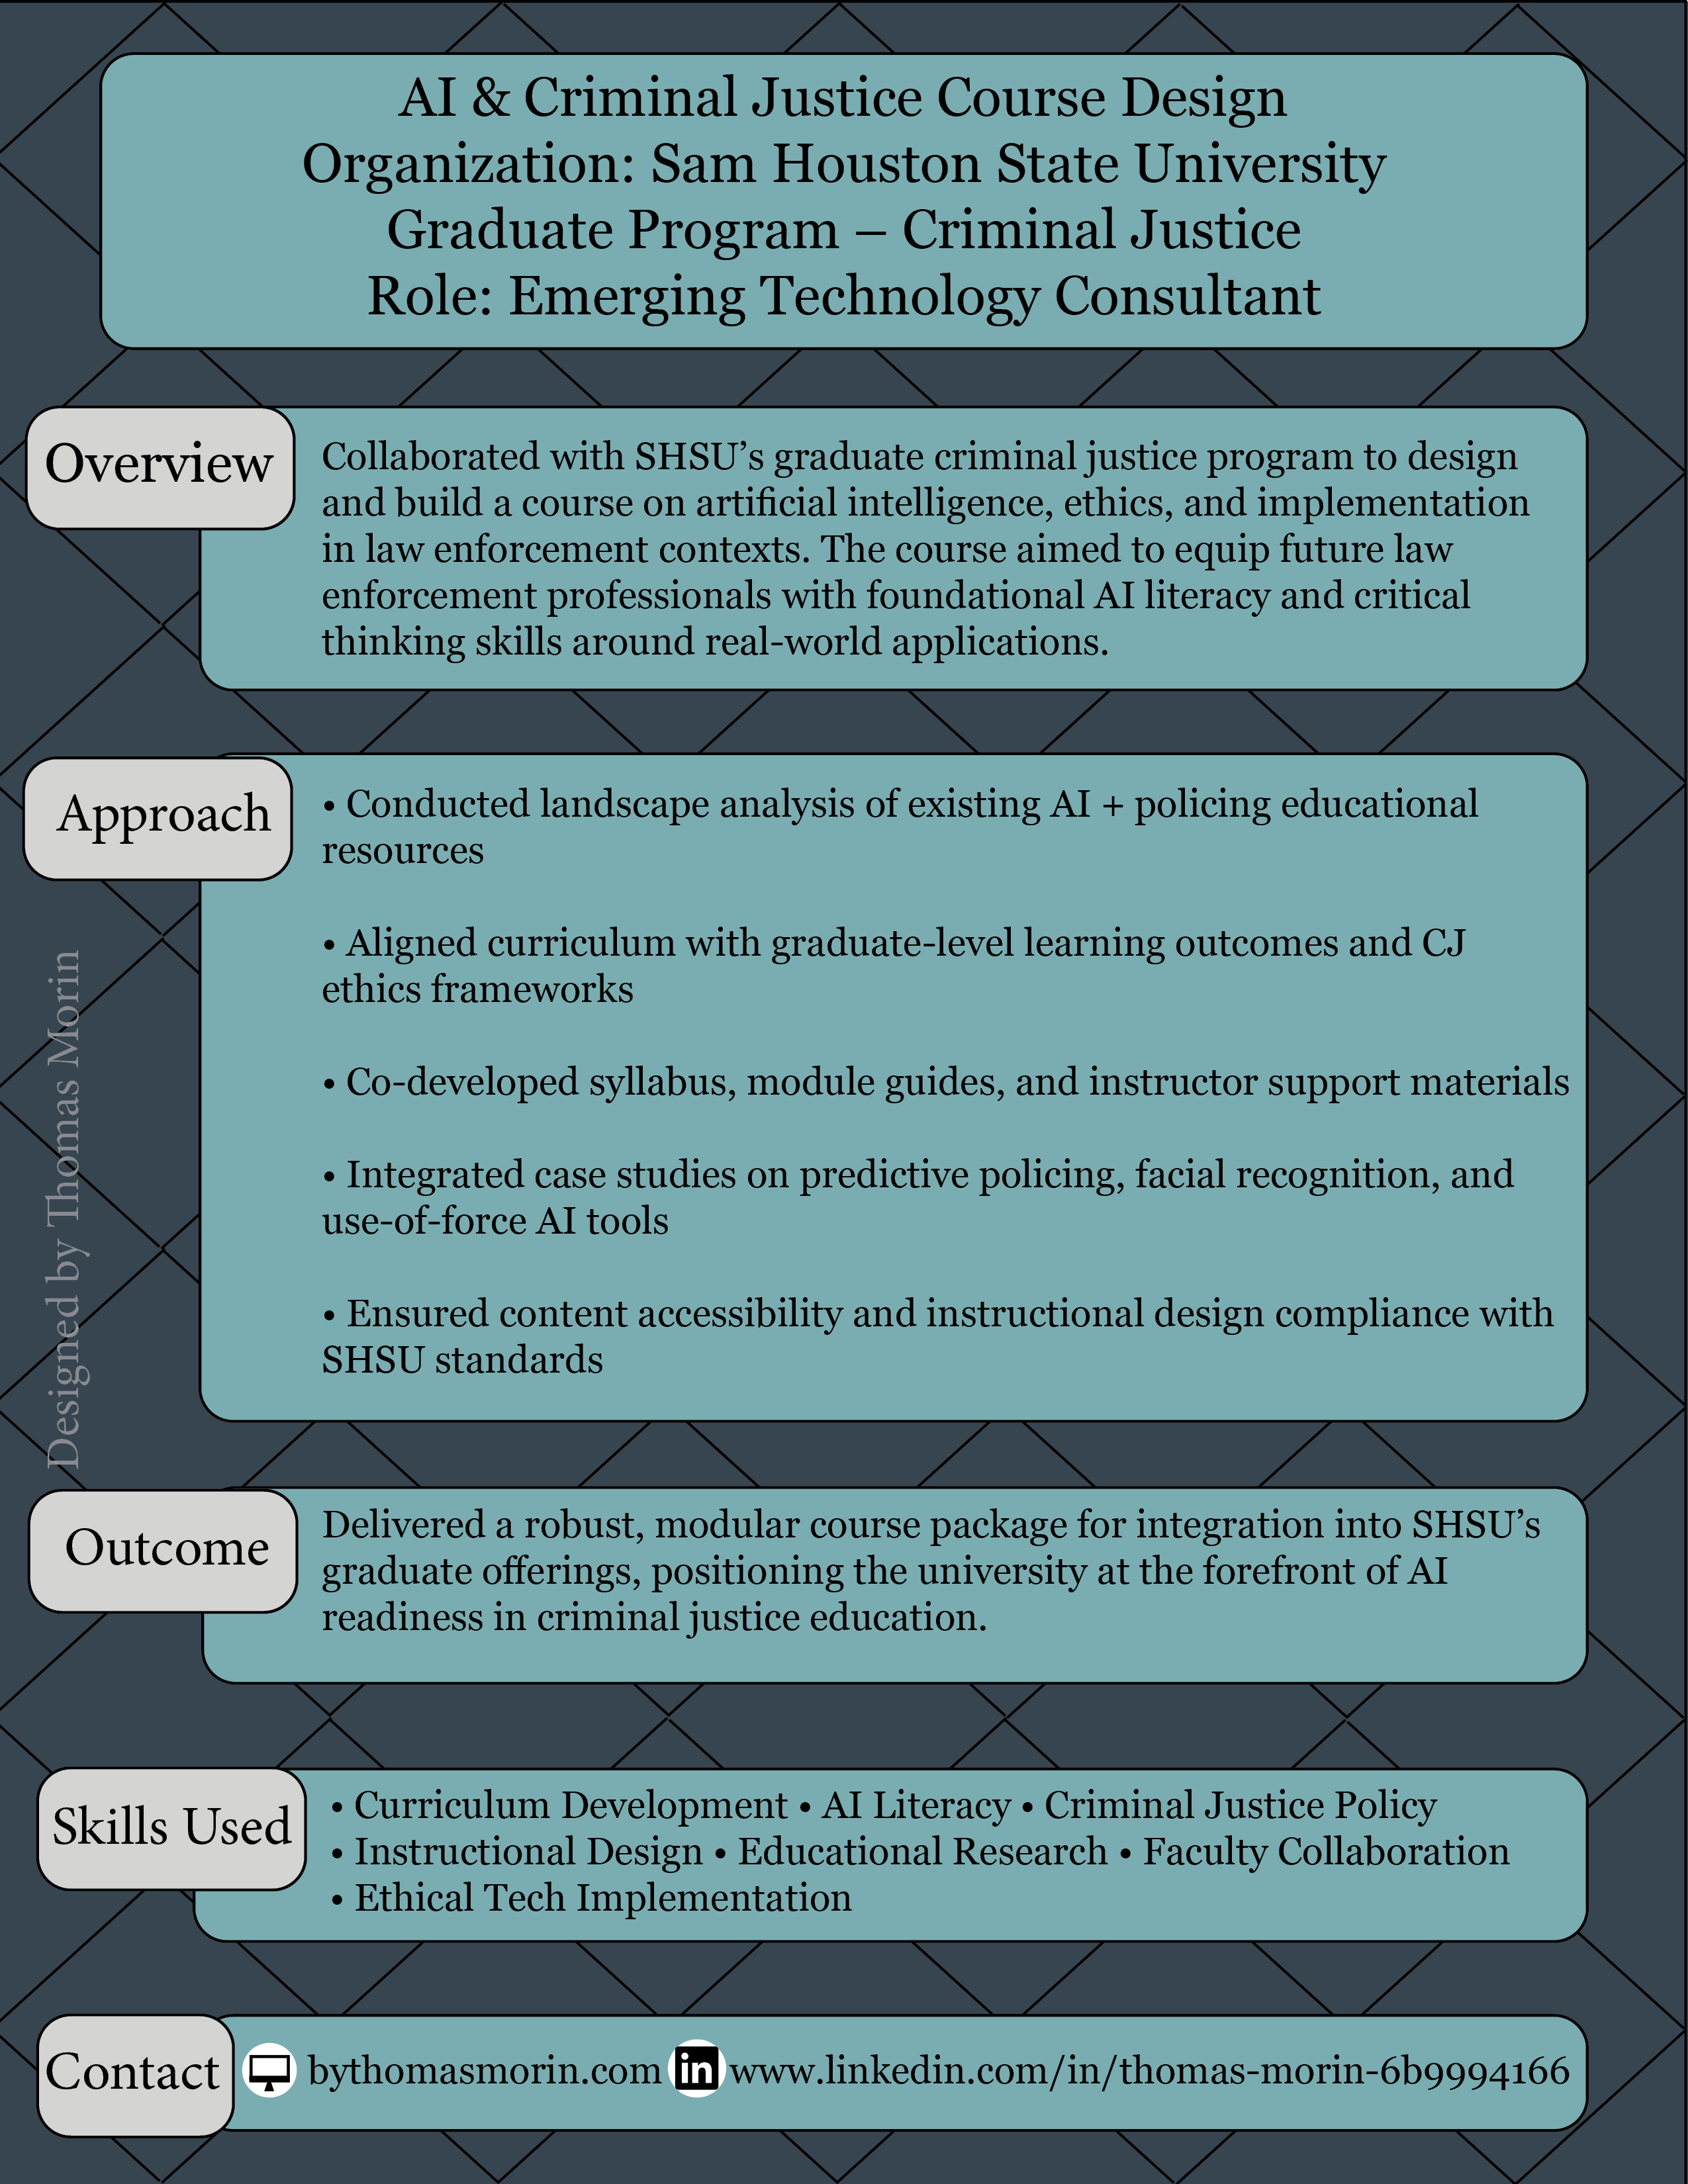 AI & Criminal Justice Course Design
Organization: Sam Houston State University
Graduate Program – Criminal Justice
Role: Emerging Technology Consultant
Overview
Collaborated with SHSU’s graduate criminal justice program to design
and build a course on artificial intelligence, ethics, and implementation
in law enforcement contexts. The course aimed to equip future law
enforcement professionals with foundational AI literacy and critical
thinking skills around real-world applications.
Approach
• Conducted landscape analysis of existing AI + policing educational
resources
• Aligned curriculum with graduate-level learning outcomes and CJ
ethics frameworks
• Co-developed syllabus, module guides, and instructor support materials
• Integrated case studies on predictive policing, facial recognition, and
use-of-force AI tools
• Ensured content accessibility and instructional design compliance with
SHSU standards
Designed by Thomas Morin
Outcome
Delivered a robust, modular course package for integration into SHSU’s
graduate offerings, positioning the university at the forefront of AI
readiness in criminal justice education.
Skills Used
• Curriculum Development • AI Literacy • Criminal Justice Policy
• Instructional Design • Educational Research • Faculty Collaboration
• Ethical Tech Implementation
Contact
bythomasmorin.com in www.linkedin.com/in/thomas-morin-6b9994166